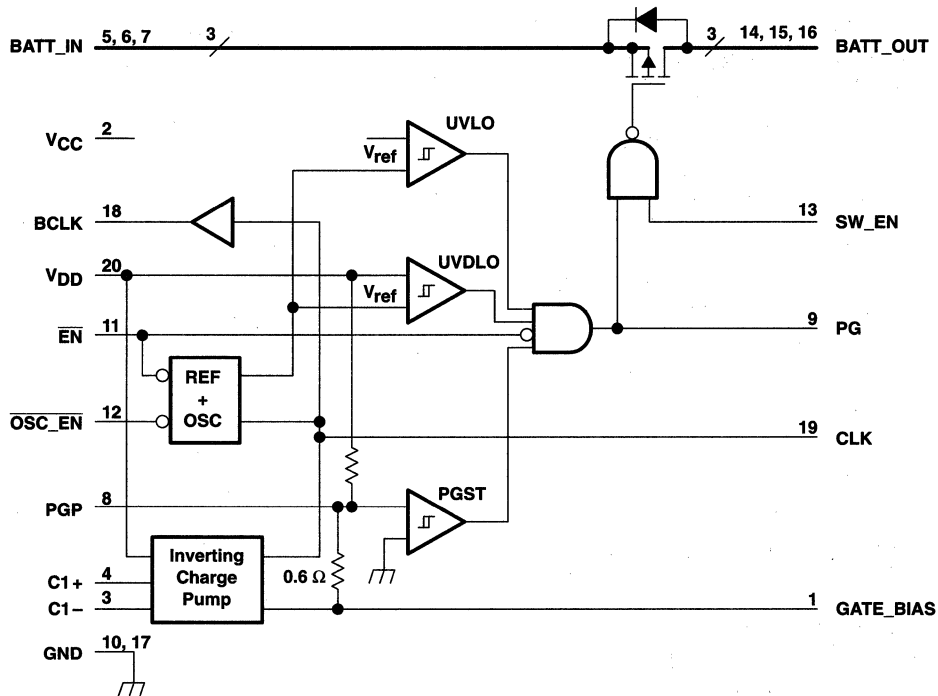 BATT_IN 5, 6, 7 3 3 14, 15, 16 BATT_OUT
VCC 2
UVLO
Vref
BCLK 18
13 SW_EN
VDD 20
UVDLO
Vref
EN 11
9 PG
REF
+
OSC
OSC_EN 12
19 CLK
PGP 8
PGST
Inverting
Charge
Pump
0.6 Ω
C1+ 4
C1− 3
1 GATE_BIAS
GND 10, 17